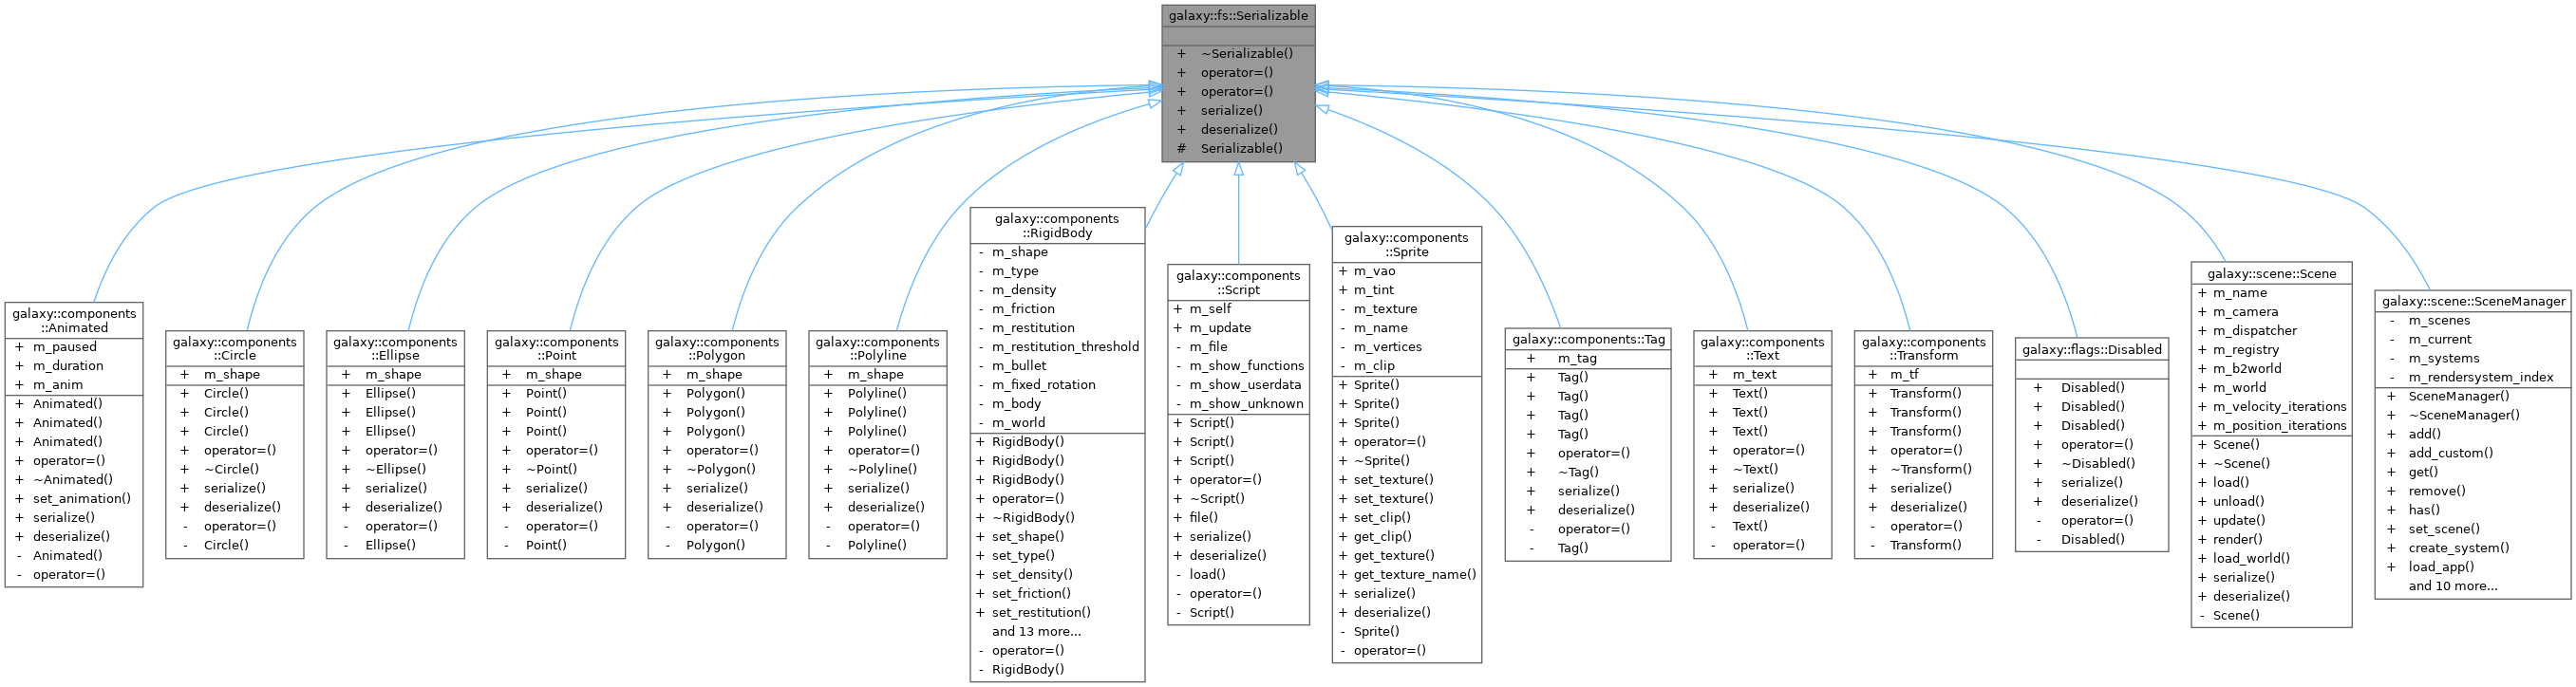 galaxy::fs::Serializable
+ ~Serializable()
+ operator=()
+ operator=()
+ serialize()
+ deserialize()
# Serializable()
galaxy::components
::Animated
+ m_paused
+ m_duration
+ m_anim
+ Animated()
+ Animated()
+ Animated()
+ operator=()
+ ~Animated()
+ set_animation()
+ serialize()
+ deserialize()
- Animated()
- operator=()
galaxy::components
::Circle
+ m_shape
+ Circle()
+ Circle()
+ Circle()
+ operator=()
+ ~Circle()
+ serialize()
+ deserialize()
- operator=()
- Circle()
galaxy::components
::Ellipse
+ m_shape
+ Ellipse()
+ Ellipse()
+ Ellipse()
+ operator=()
+ ~Ellipse()
+ serialize()
+ deserialize()
- operator=()
- Ellipse()
galaxy::components
::Point
+ m_shape
+ Point()
+ Point()
+ Point()
+ operator=()
+ ~Point()
+ serialize()
+ deserialize()
- operator=()
- Point()
galaxy::components
::Polygon
+ m_shape
+ Polygon()
+ Polygon()
+ Polygon()
+ operator=()
+ ~Polygon()
+ serialize()
+ deserialize()
- operator=()
- Polygon()
galaxy::components
::Polyline
+ m_shape
+ Polyline()
+ Polyline()
+ Polyline()
+ operator=()
+ ~Polyline()
+ serialize()
+ deserialize()
- operator=()
- Polyline()
galaxy::components
::RigidBody
- m_shape
- m_type
- m_density
- m_friction
- m_restitution
- m_restitution_threshold
- m_bullet
- m_fixed_rotation
- m_body
- m_world
+ RigidBody()
+ RigidBody()
+ RigidBody()
+ operator=()
+ ~RigidBody()
+ set_shape()
+ set_type()
+ set_density()
+ set_friction()
+ set_restitution()
and 13 more...
- operator=()
- RigidBody()
galaxy::components
::Script
+ m_self
+ m_update
- m_file
- m_show_functions
- m_show_userdata
- m_show_unknown
+ Script()
+ Script()
+ Script()
+ operator=()
+ ~Script()
+ file()
+ serialize()
+ deserialize()
- load()
- operator=()
- Script()
galaxy::components
::Sprite
+ m_vao
+ m_tint
- m_texture
- m_name
- m_vertices
- m_clip
+ Sprite()
+ Sprite()
+ Sprite()
+ operator=()
+ ~Sprite()
+ set_texture()
+ set_texture()
+ set_clip()
+ get_clip()
+ get_texture()
+ get_texture_name()
+ serialize()
+ deserialize()
- Sprite()
- operator=()
galaxy::components::Tag
+ m_tag
+ Tag()
+ Tag()
+ Tag()
+ Tag()
+ operator=()
+ ~Tag()
+ serialize()
+ deserialize()
- operator=()
- Tag()
galaxy::components
::Text
+ m_text
+ Text()
+ Text()
+ Text()
+ operator=()
+ ~Text()
+ serialize()
+ deserialize()
- Text()
- operator=()
galaxy::components
::Transform
+ m_tf
+ Transform()
+ Transform()
+ Transform()
+ operator=()
+ ~Transform()
+ serialize()
+ deserialize()
- operator=()
- Transform()
galaxy::flags::Disabled
+ Disabled()
+ Disabled()
+ Disabled()
+ operator=()
+ ~Disabled()
+ serialize()
+ deserialize()
- operator=()
- Disabled()
galaxy::scene::Scene
+ m_name
+ m_camera
+ m_dispatcher
+ m_registry
+ m_b2world
+ m_world
+ m_velocity_iterations
+ m_position_iterations
+ Scene()
+ ~Scene()
+ load()
+ unload()
+ update()
+ render()
+ load_world()
+ serialize()
+ deserialize()
- Scene()
galaxy::scene::SceneManager
- m_scenes
- m_current
- m_systems
- m_rendersystem_index
+ SceneManager()
+ ~SceneManager()
+ add()
+ add_custom()
+ get()
+ remove()
+ has()
+ set_scene()
+ create_system()
+ load_app()
and 10 more...